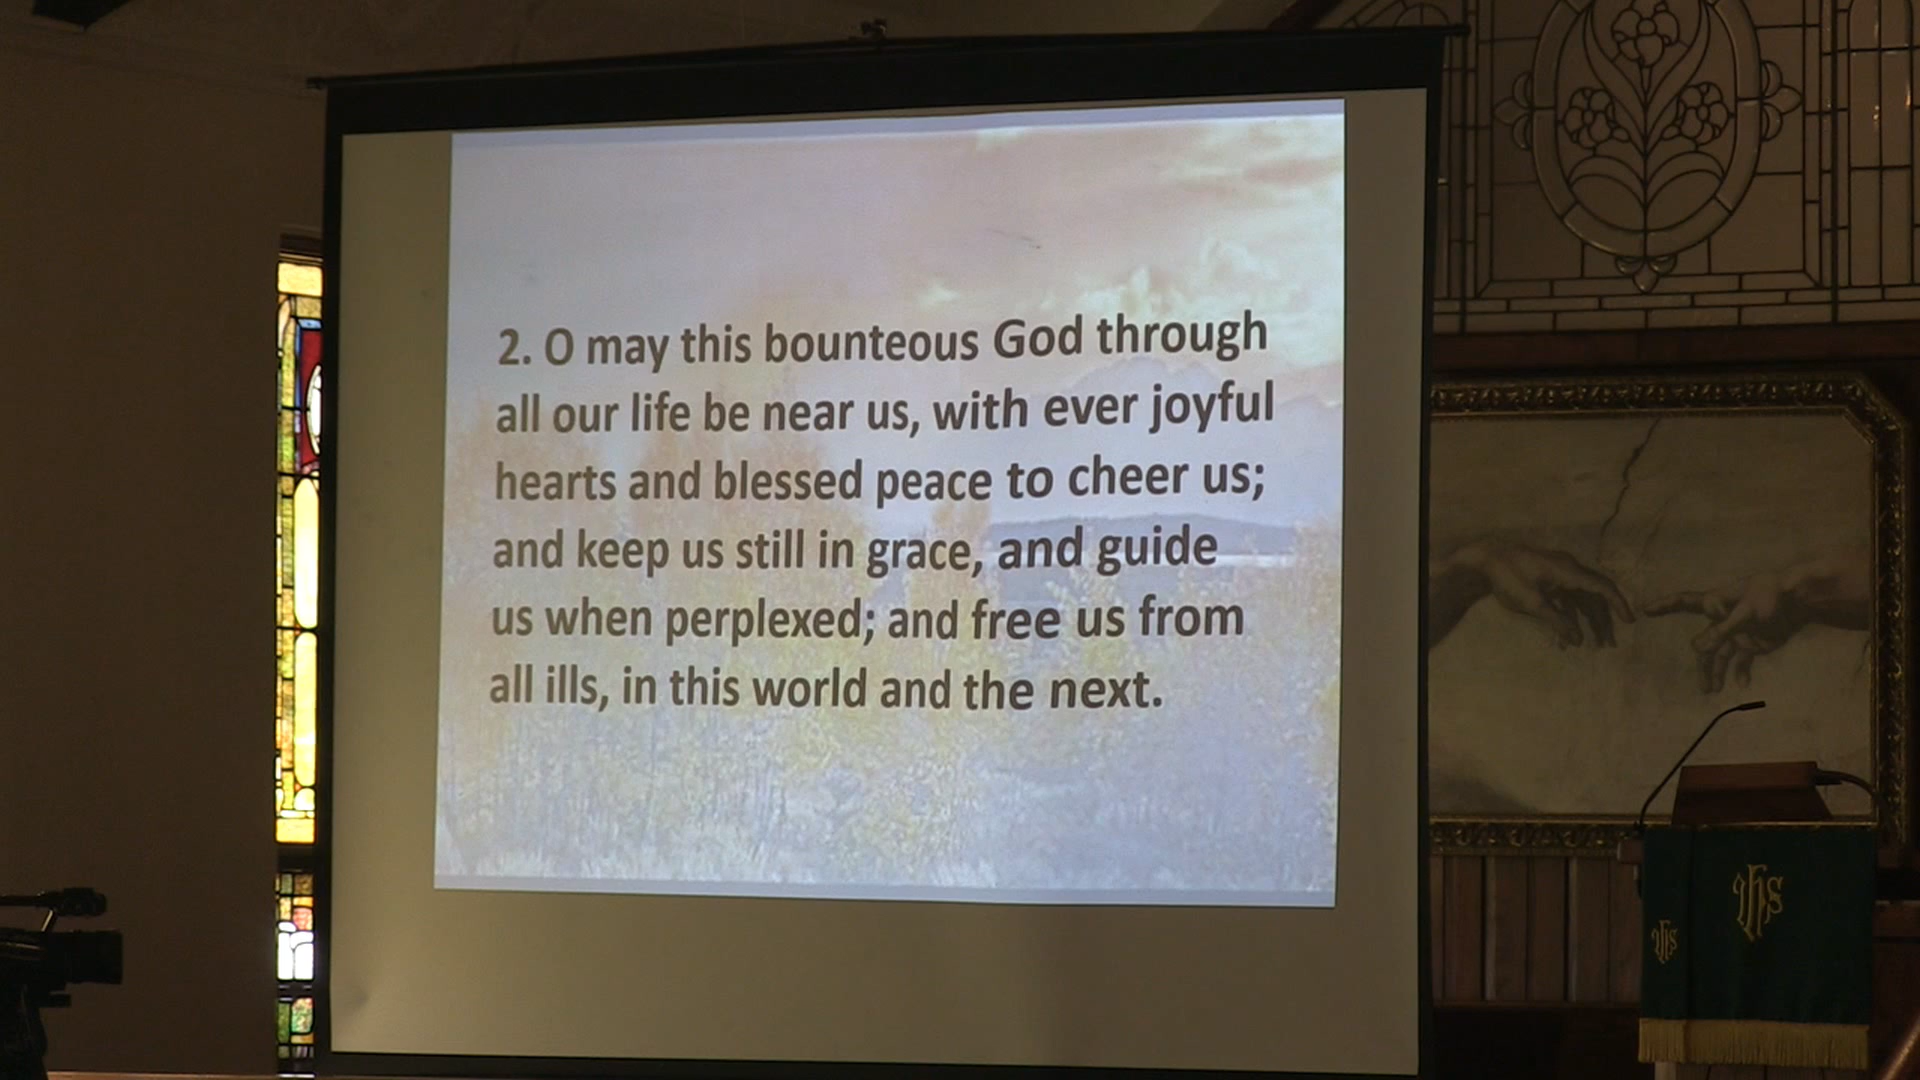 2. O may this bounteous God through
all our life be near us, with ever joyful
hearts and blessed peace to cheer us;
and keep us still in grace, and guide
us when perplexed; and free us from
all ills, in this world and the next.
IHS
IHS